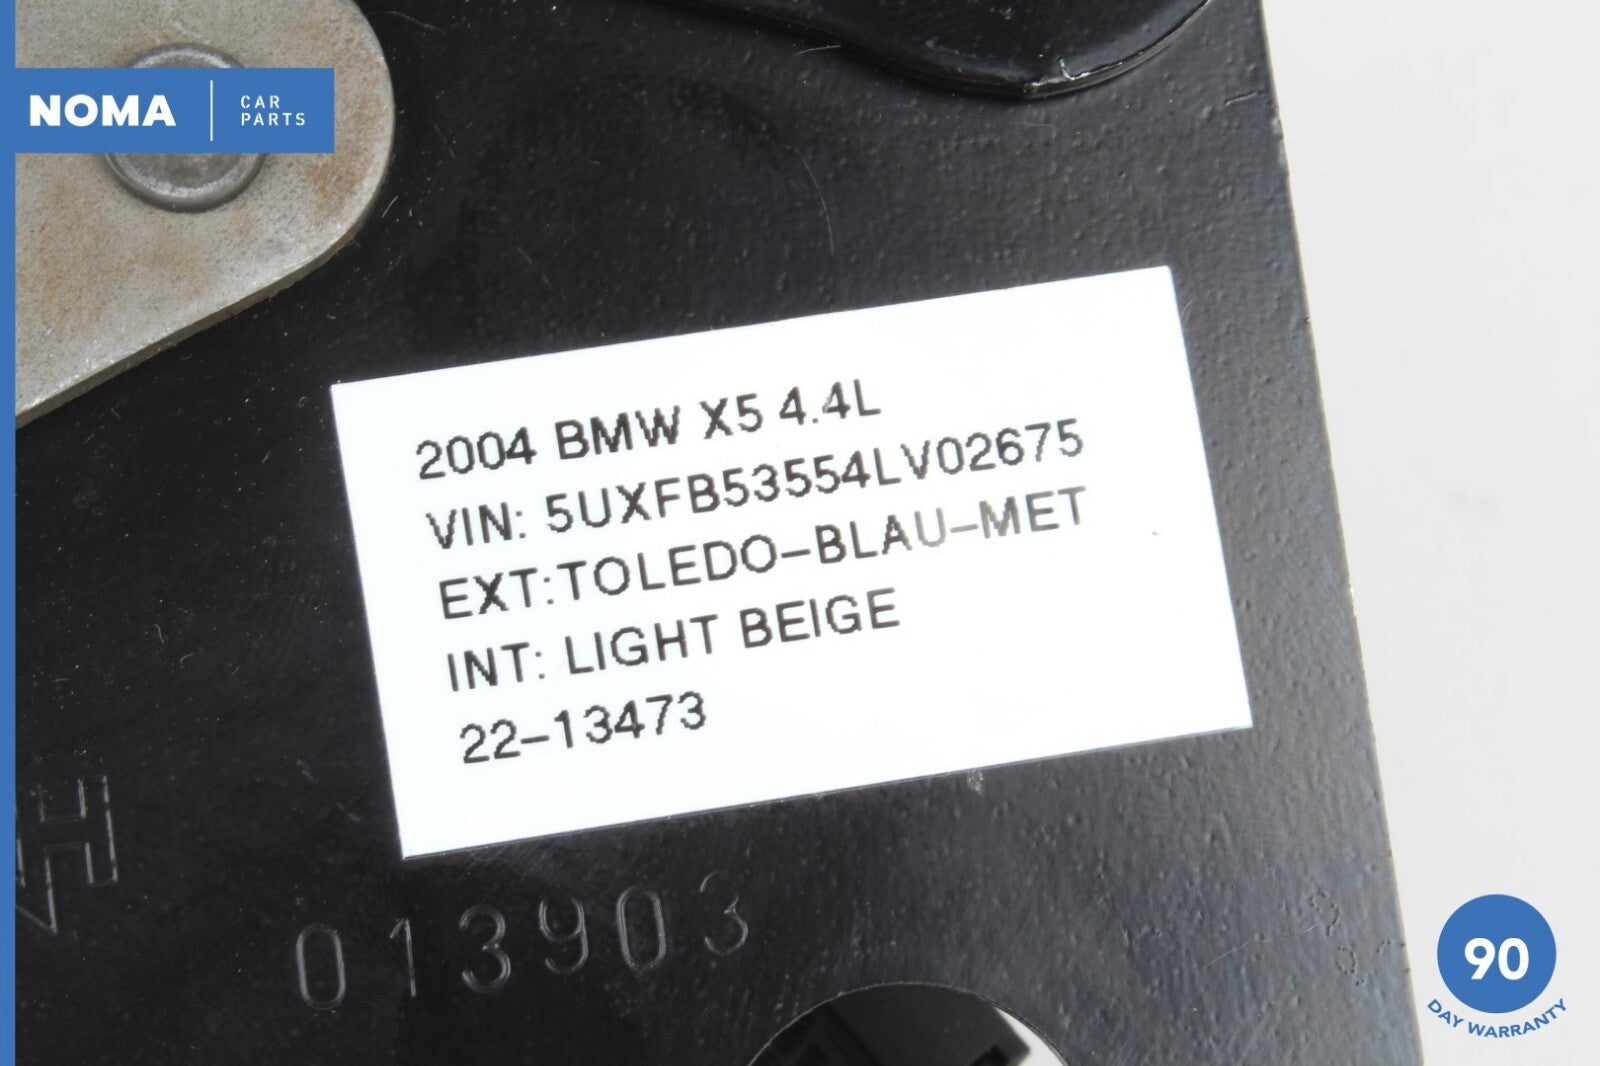 NOMA
CAR
PARTS
2004 BMW X5 4.4L
VIN: 5UXFB53554LV02675
EXT:TOLEDO-BLAU-MET
INT: LIGHT BEIGE
22-13473
013903
90
DAY WARRANTY